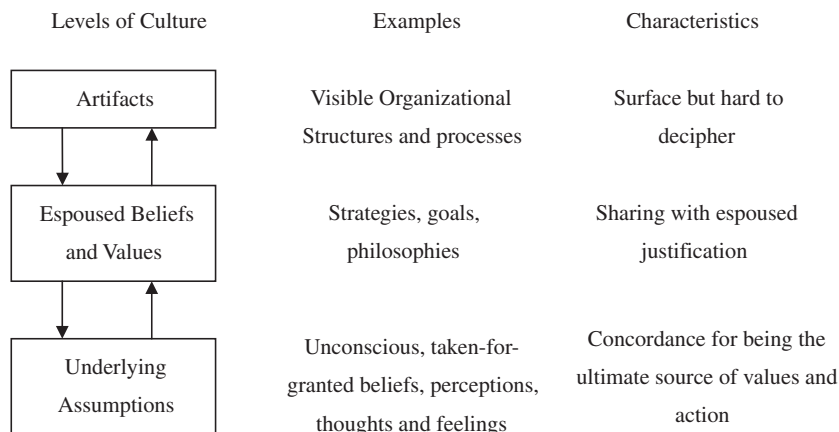 Levels of Culture
Examples
Characteristics
Artifacts
Visible Organizational
Structures and processes
Surface but hard to
decipher
Espoused Beliefs
and Values
Strategies, goals,
philosophies
Sharing with espoused
justification
Underlying
Assumptions
Unconscious, taken-for-
granted beliefs, perceptions,
thoughts and feelings
Concordance for being the
ultimate source of values and
action